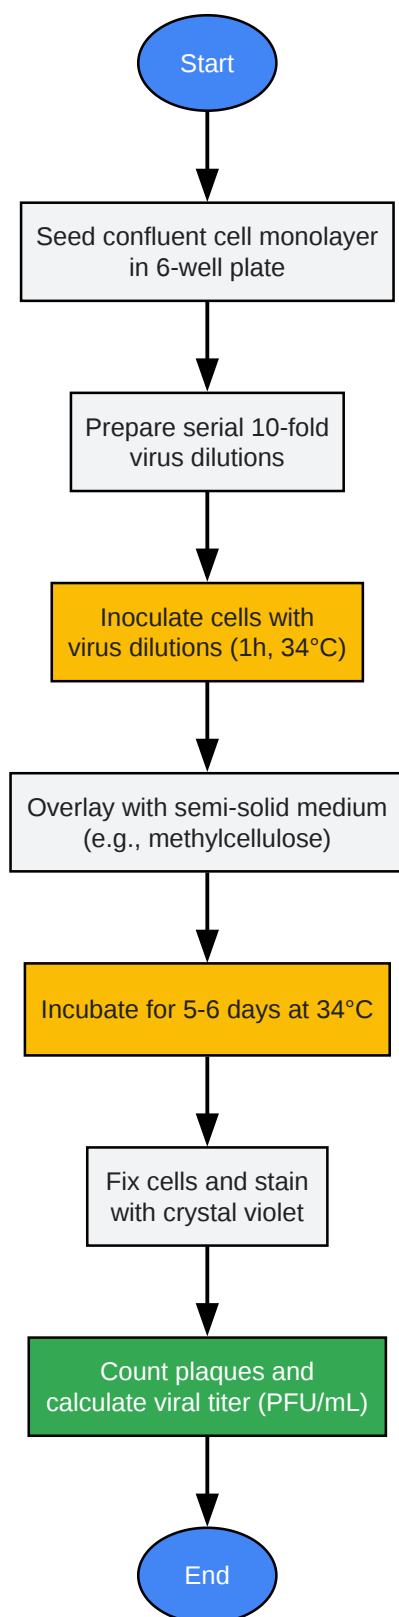 Start
Seed confluent cell monolayer
in 6-well plate
Prepare serial 10-fold
virus dilutions
Inoculate cells with
virus dilutions (1h, 34°C)
Overlay with semi-solid medium
(e.g., methylcellulose)
Incubate for 5-6 days at 34°C
Fix cells and stain
with crystal violet
Count plaques and
calculate viral titer (PFU/mL)
End